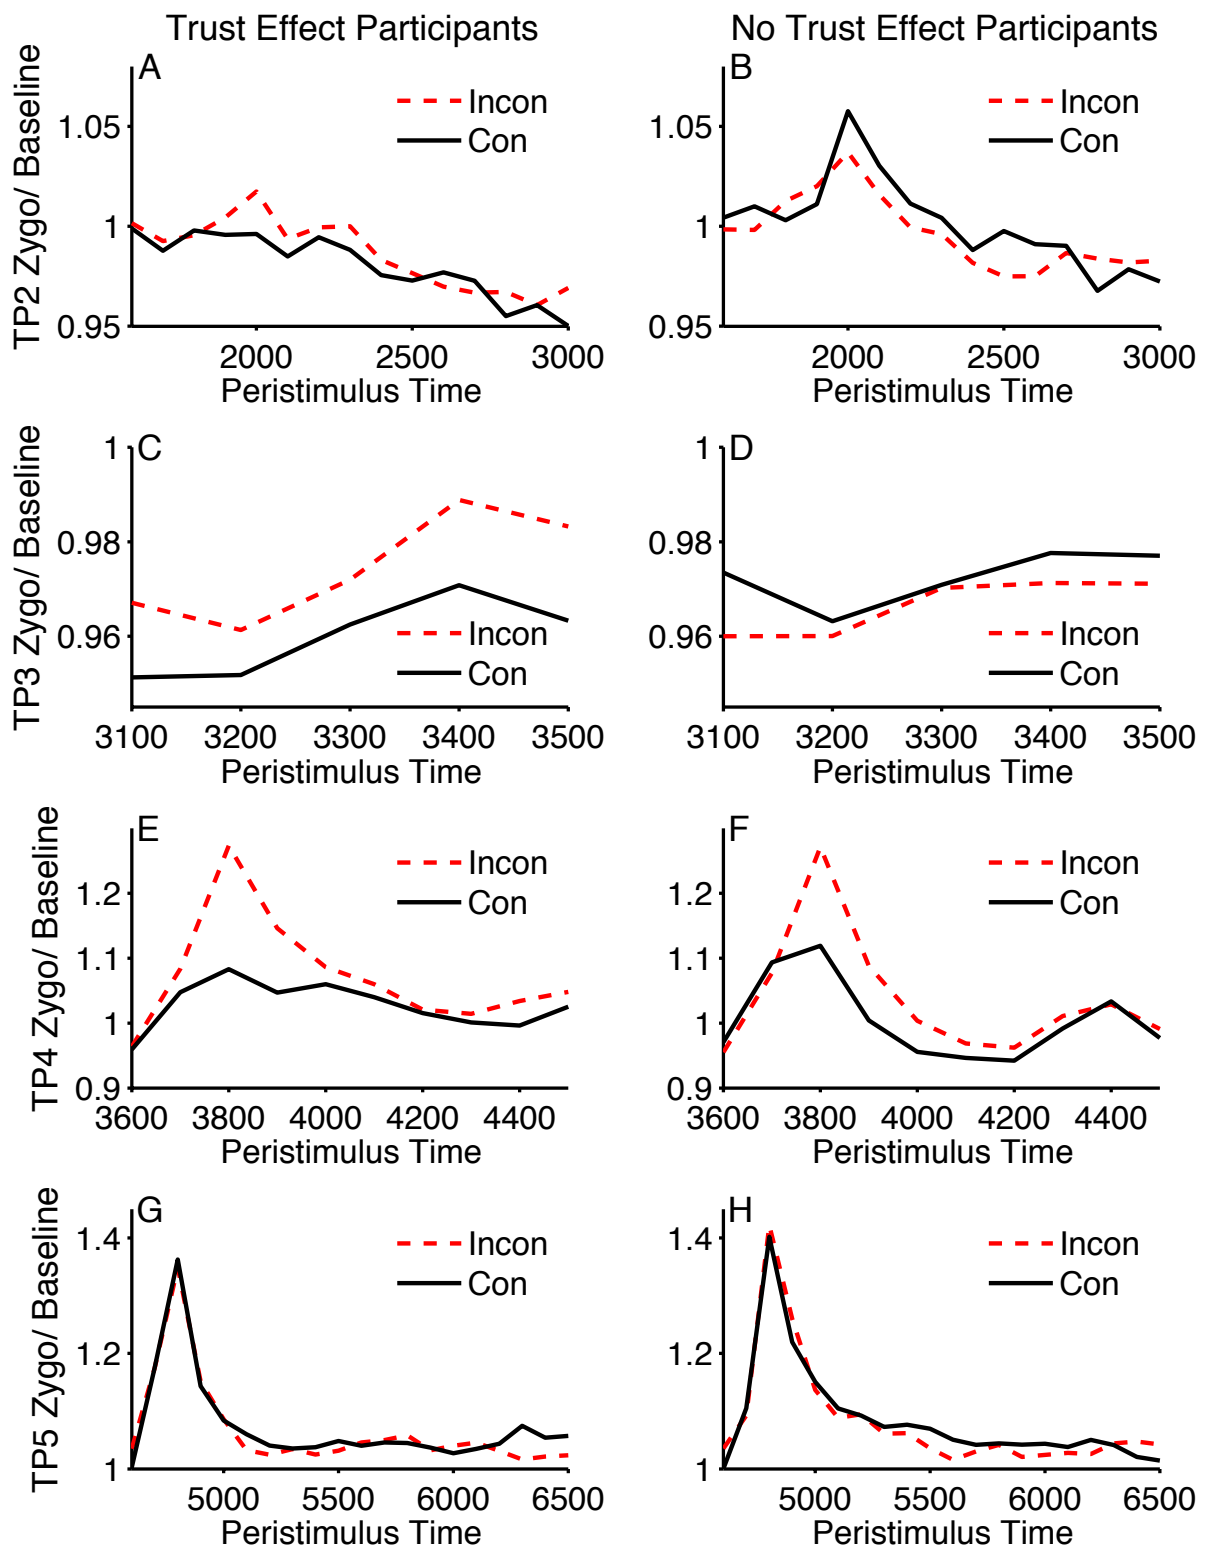 Trust Effect Participants
No Trust Effect Participants
A
TP2 Zygo/ Baseline
1.05
1
0.95
Incon
Con
2000 2500 3000
Peristimulus Time
B
1.05
1
0.95
Incon
Con
2000 2500 3000
Peristimulus Time
C
TP3 Zygo/ Baseline
1
0.98
0.96
Incon
Con
3100 3200 3300 3400 3500
Peristimulus Time
D
1
0.98
0.96
Incon
Con
3100 3200 3300 3400 3500
Peristimulus Time
E
TP4 Zygo/ Baseline
1.2
1.1
1
0.9
Incon
Con
3600 3800 4000 4200 4400
Peristimulus Time
F
1.2
1.1
1
0.9
Incon
Con
3600 3800 4000 4200 4400
Peristimulus Time
G
TP5 Zygo/ Baseline
1.4
1.2
1
Incon
Con
5000 5500 6000 6500
Peristimulus Time
H
1.4
1.2
1
Incon
Con
5000 5500 6000 6500
Peristimulus Time